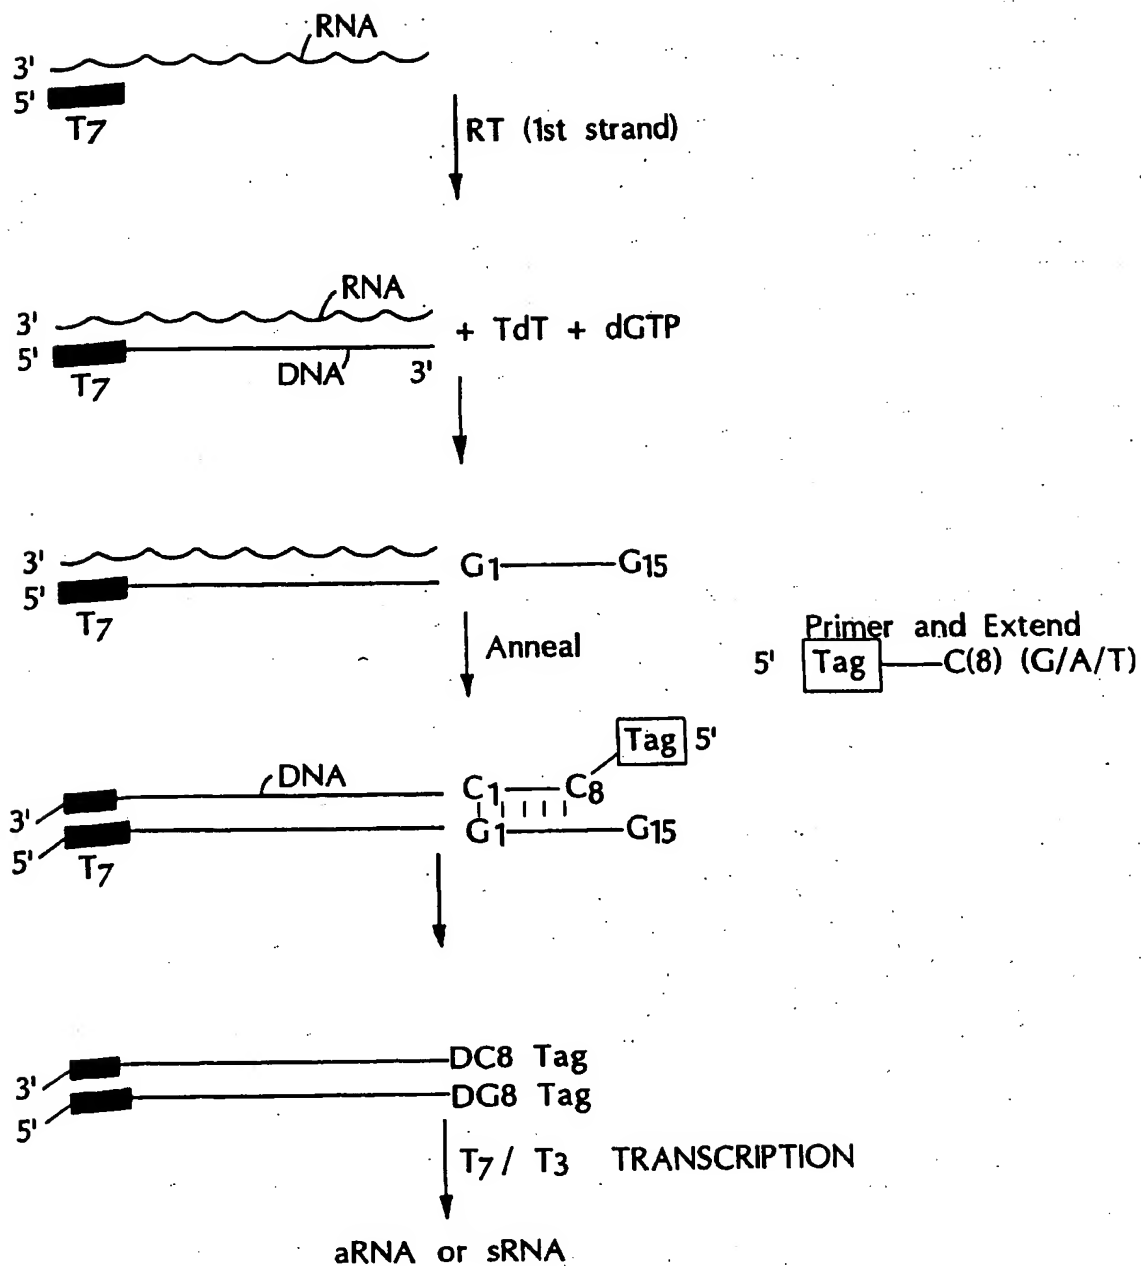 RNA
3'
5'
T7
RT (1st strand)
RNA
3'
5'
T7
DNA
3'
+ TdT + dGTP
3'
5'
T7
G1 G15
Anneal
Primer and Extend
5' Tag C(8) (G/A/T)
Tag 5'
DNA
C1 C8
3'
5'
T7
G1 G15
3'
5'
DC8 Tag
DG8 Tag
T7 / T3 TRANSCRIPTION
aRNA or sRNA